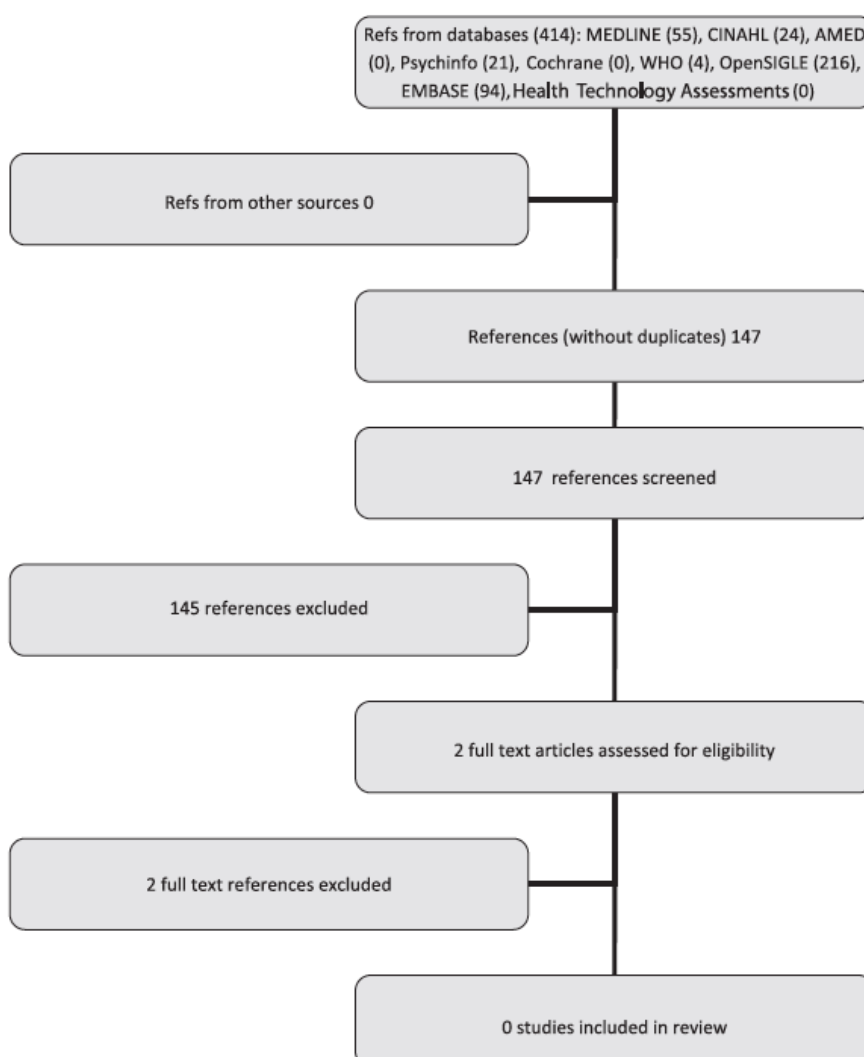 Refs from databases (414): MEDLINE (55), CINAHL (24), AMED
(0), Psychinfo (21), Cochrane (0), WHO (4), OpenSIGLE (216),
EMBASE (94), Health Technology Assessments (0)
Refs from other sources 0
References (without duplicates) 147
147 references screened
145 references excluded
2 full text articles assessed for eligibility
2 full text references excluded
0 studies included in review